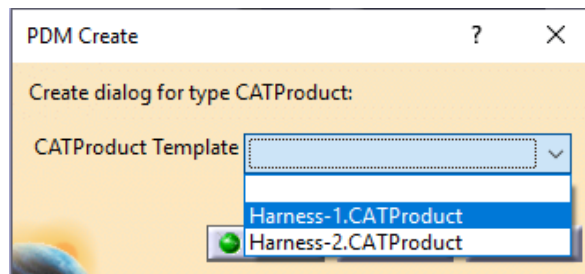 PDM Create
?
Create dialog for type CATProduct:
CATProduct Template
Harness-1.CATProduct
Harness-2.CATProduct